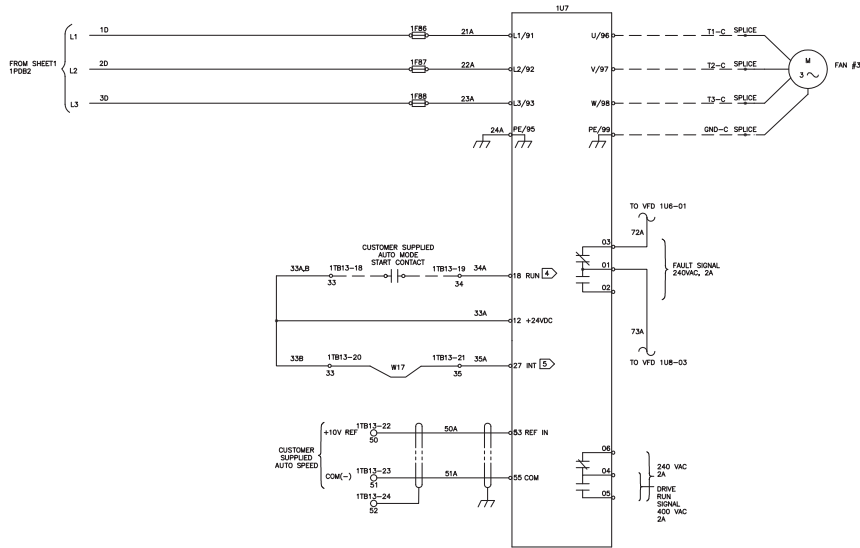 1U7
FROM SHEET1
1PDB2
L1
1D
1F86
21A
L1/91
U/96
T1-C SPLICE
L2
2D
1F87
22A
L2/92
V/97
T2-C SPLICE
M
3 ~
FAN #3
L3
3D
1F88
23A
L3/93
W/98
T3-C SPLICE
24A
PE/95
PE/99
GND-C SPLICE
TO VFD 1U6-01
72A
03
01
02
FAULT SIGNAL
240VAC, 2A
73A
TO VFD 1U8-03
CUSTOMER SUPPLIED
AUTO MODE
START CONTACT
33A,B
1TB13-18
33
1TB13-19
34
34A
18 RUN
4
33A
12 +24VDC
33B
1TB13-20
33
W17
1TB13-21
35
35A
27 INT
5
CUSTOMER
SUPPLIED
AUTO SPEED
+10V REF
1TB13-22
50
50A
53 REF IN
COM(-)
1TB13-23
51
51A
55 COM
1TB13-24
52
06
04
05
240 VAC
2A
DRIVE
RUN
SIGNAL
400 VAC
2A